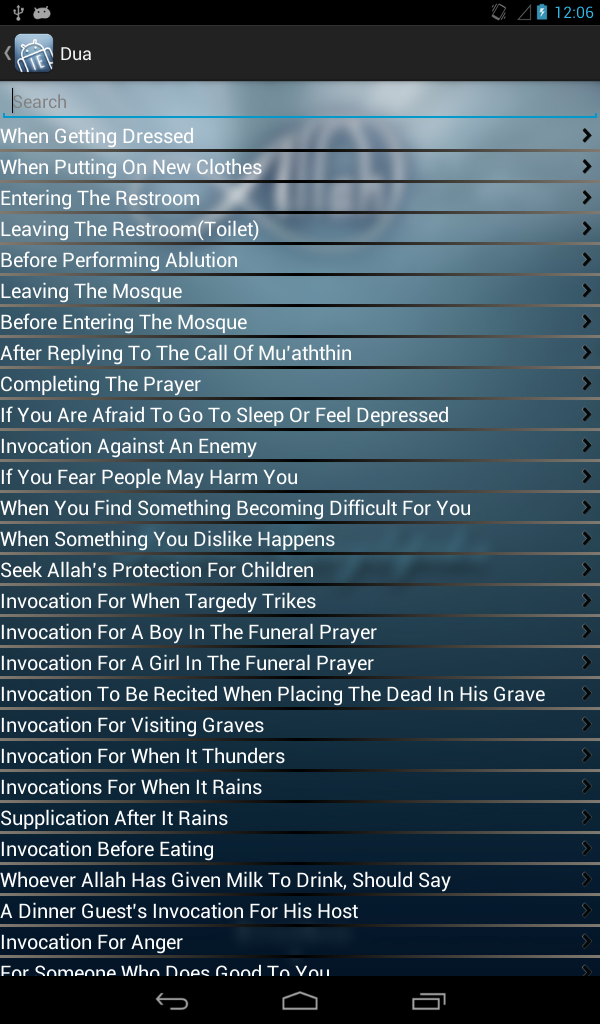 12:06
Dua
Search
When Getting Dressed
When Putting On New Clothes
Entering The Restroom
Leaving The Restroom(Toilet)
Before Performing Ablution
Leaving The Mosque
Before Entering The Mosque
After Replying To The Call Of Mu'aththin
Completing The Prayer
If You Are Afraid To Go To Sleep Or Feel Depressed
Invocation Against An Enemy
If You Fear People May Harm You
When You Find Something Becoming Difficult For You
When Something You Dislike Happens
Seek Allah's Protection For Children
Invocation For When Targedy Trikes
Invocation For A Boy In The Funeral Prayer
Invocation For A Girl In The Funeral Prayer
Invocation To Be Recited When Placing The Dead In His Grave
Invocation For Visiting Graves
Invocation For When It Thunders
Invocations For When It Rains
Supplication After It Rains
Invocation Before Eating
Whoever Allah Has Given Milk To Drink, Should Say
A Dinner Guest's Invocation For His Host
Invocation For Anger
For Someone Who Does Good To You